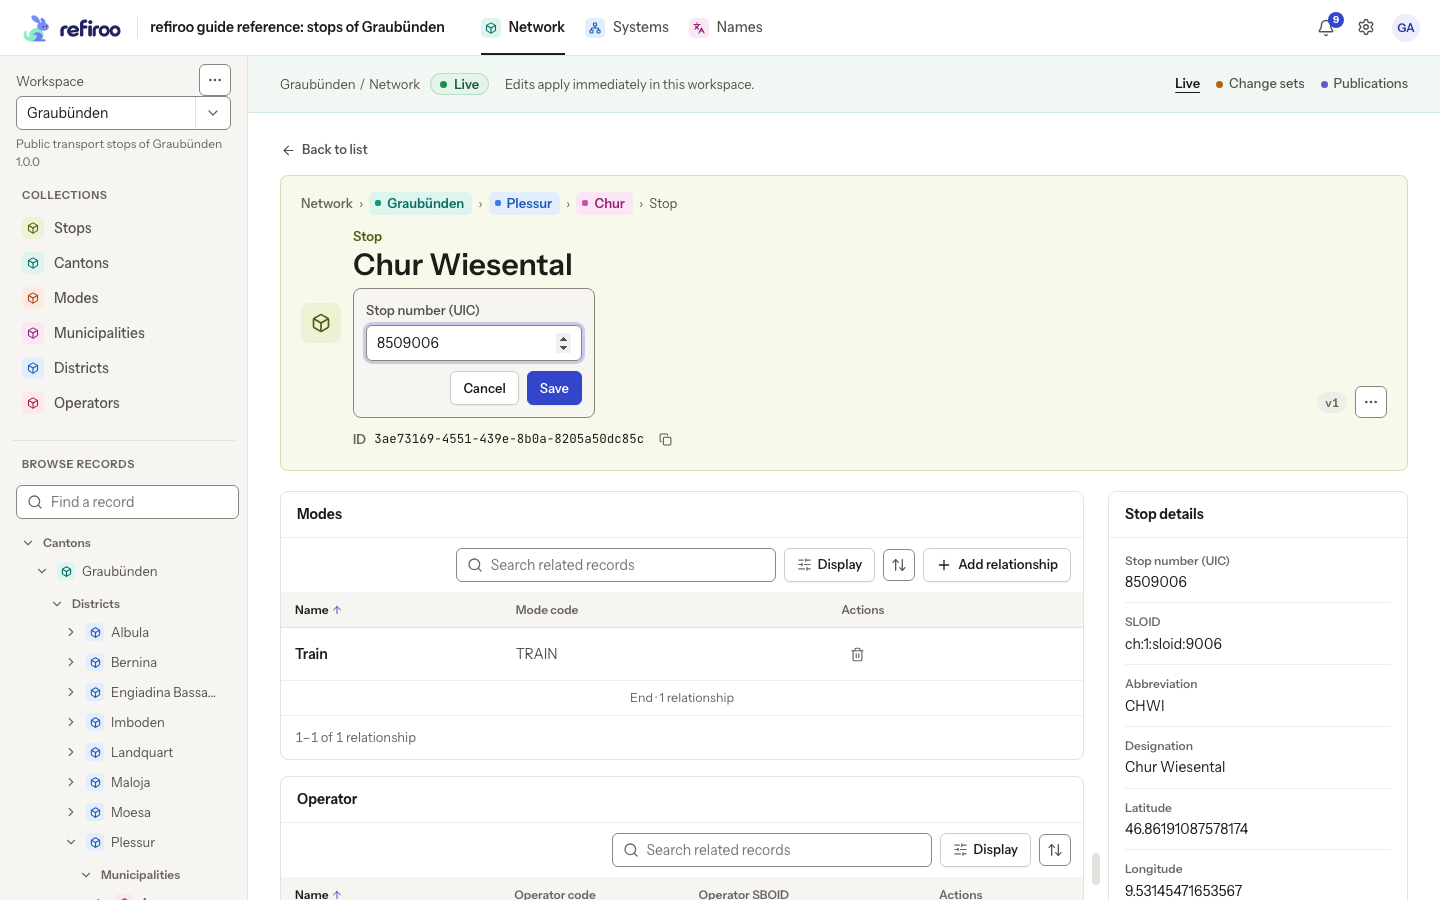 refiroo
refiroo guide reference: stops of Graubünden
Network
Systems
Names
9
GA
Workspace
Graubünden
Public transport stops of Graubünden
1.0.0
COLLECTIONS
Stops
Cantons
Modes
Municipalities
Districts
Operators
BROWSE RECORDS
Find a record
Cantons
Graubünden
Districts
Albula
Bernina
Engiadina Bassa...
Imboden
Landquart
Maloja
Moesa
Plessur
Municipalities
Graubünden / Network
Live
Edits apply immediately in this workspace.
Live
Change sets
Publications
Back to list
Network › Graubünden › Plessur › Chur › Stop
Stop
Chur Wiesental
Stop number (UIC)
8509006
Cancel
Save
ID 3ae73169-4551-439e-8b0a-8205a50dc85c
v1
Modes
Search related records
Display
Add relationship
Name
Mode code
Actions
Train
TRAIN
End · 1 relationship
1–1 of 1 relationship
Operator
Search related records
Display
Name
Operator code
Operator SBOID
Actions
Stop details
Stop number (UIC)
8509006
SLOID
ch:1:sloid:9006
Abbreviation
CHWI
Designation
Chur Wiesental
Latitude
46.86191087578174
Longitude
9.53145471653567